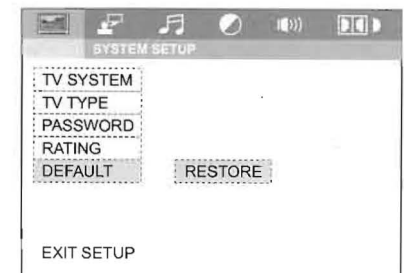 SYSTEM SETUP
TV SYSTEM
TV TYPE
PASSWORD
RATING
DEFAULT RESTORE
EXIT SETUP